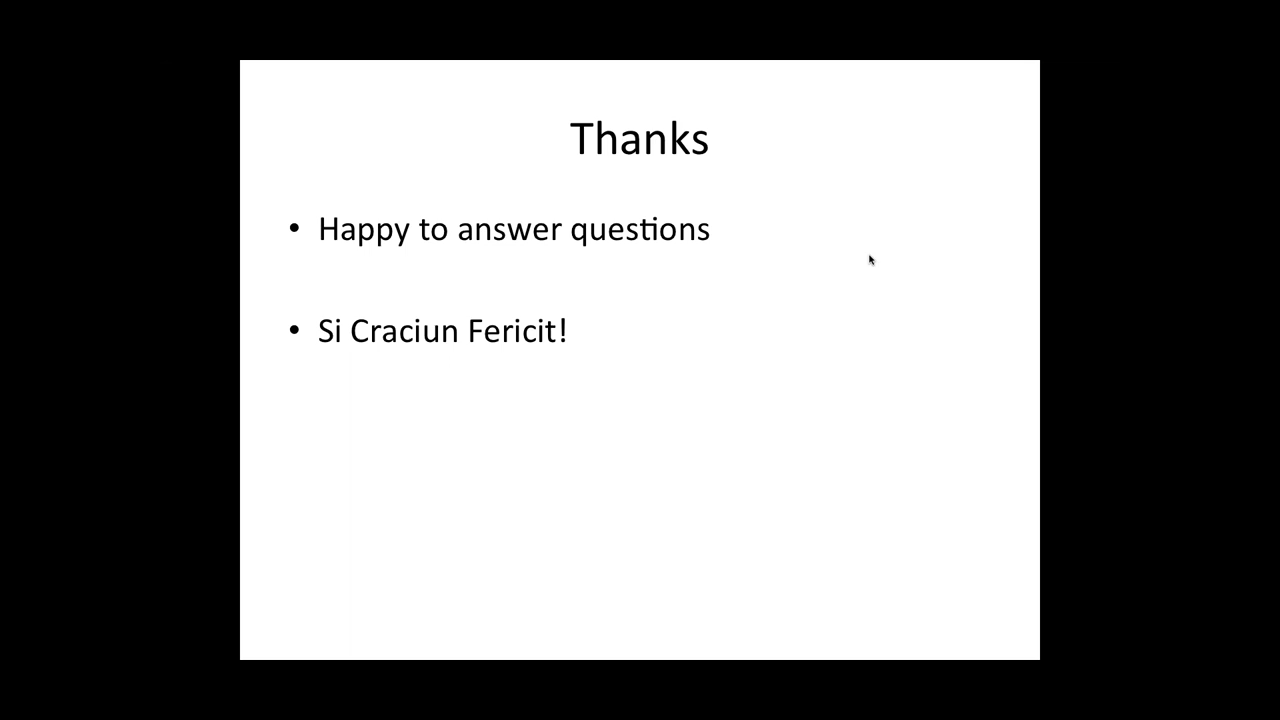 Thanks
• Happy to answer questions
• Si Craciun Fericit!